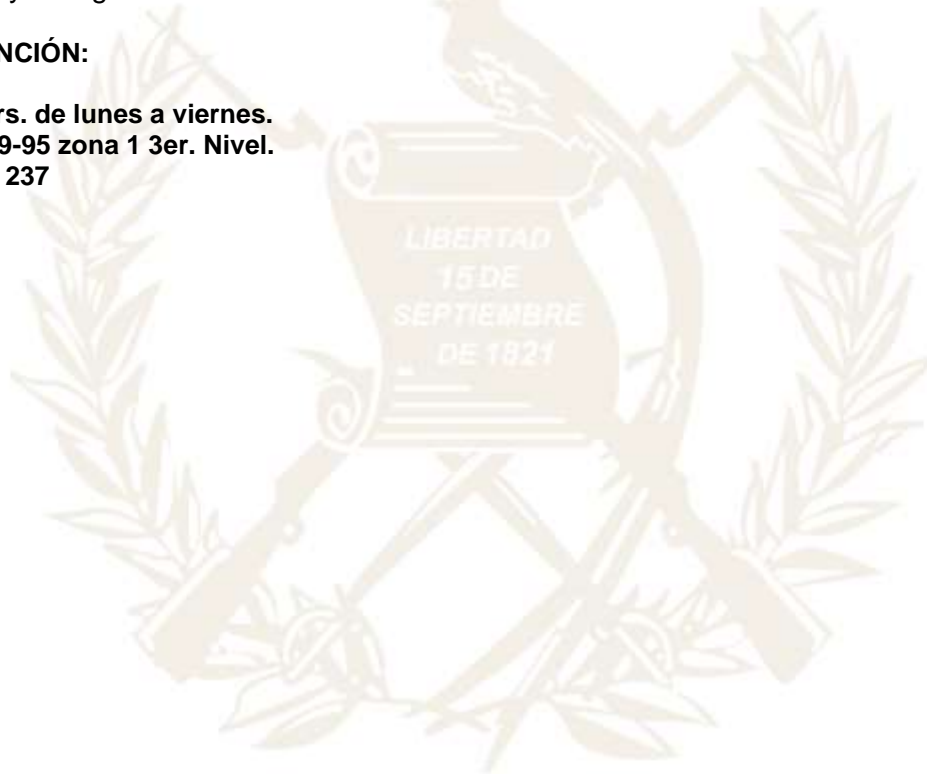 NCIÓN:
rs. de lunes a viernes.
9-95 zona 1 3er. Nivel.
237
LIBERTAD
15 DE
SEPTIEMBRE
DE 1821